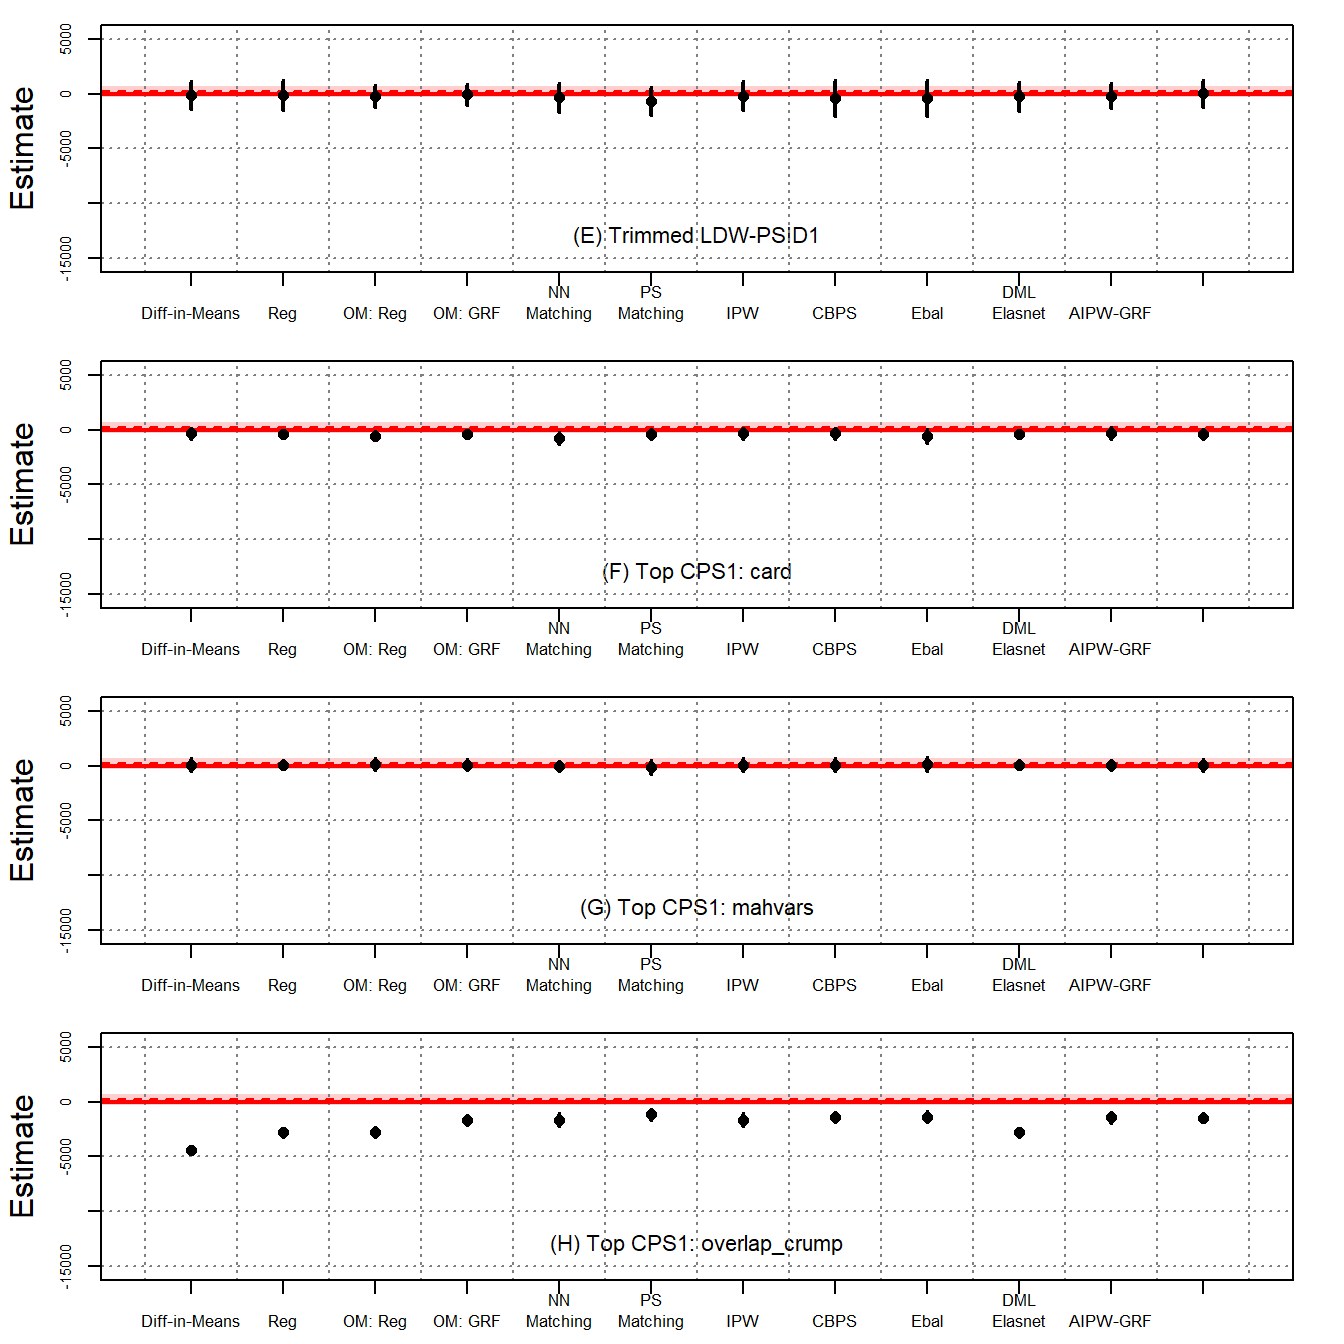 Estimate
5000
0
-5000
-15000
(E) Trimmed LDW-PSID1
Diff-in-Means Reg OM: Reg OM: GRF NN Matching PS Matching IPW CBPS Ebal DML Elasnet AIPW-GRF
Estimate
5000
0
-5000
-15000
(F) Top CPS1: card
Diff-in-Means Reg OM: Reg OM: GRF NN Matching PS Matching IPW CBPS Ebal DML Elasnet AIPW-GRF
Estimate
5000
0
-5000
-15000
(G) Top CPS1: mahvars
Diff-in-Means Reg OM: Reg OM: GRF NN Matching PS Matching IPW CBPS Ebal DML Elasnet AIPW-GRF
Estimate
5000
0
-5000
-15000
(H) Top CPS1: overlap_crump
Diff-in-Means Reg OM: Reg OM: GRF NN Matching PS Matching IPW CBPS Ebal DML Elasnet AIPW-GRF